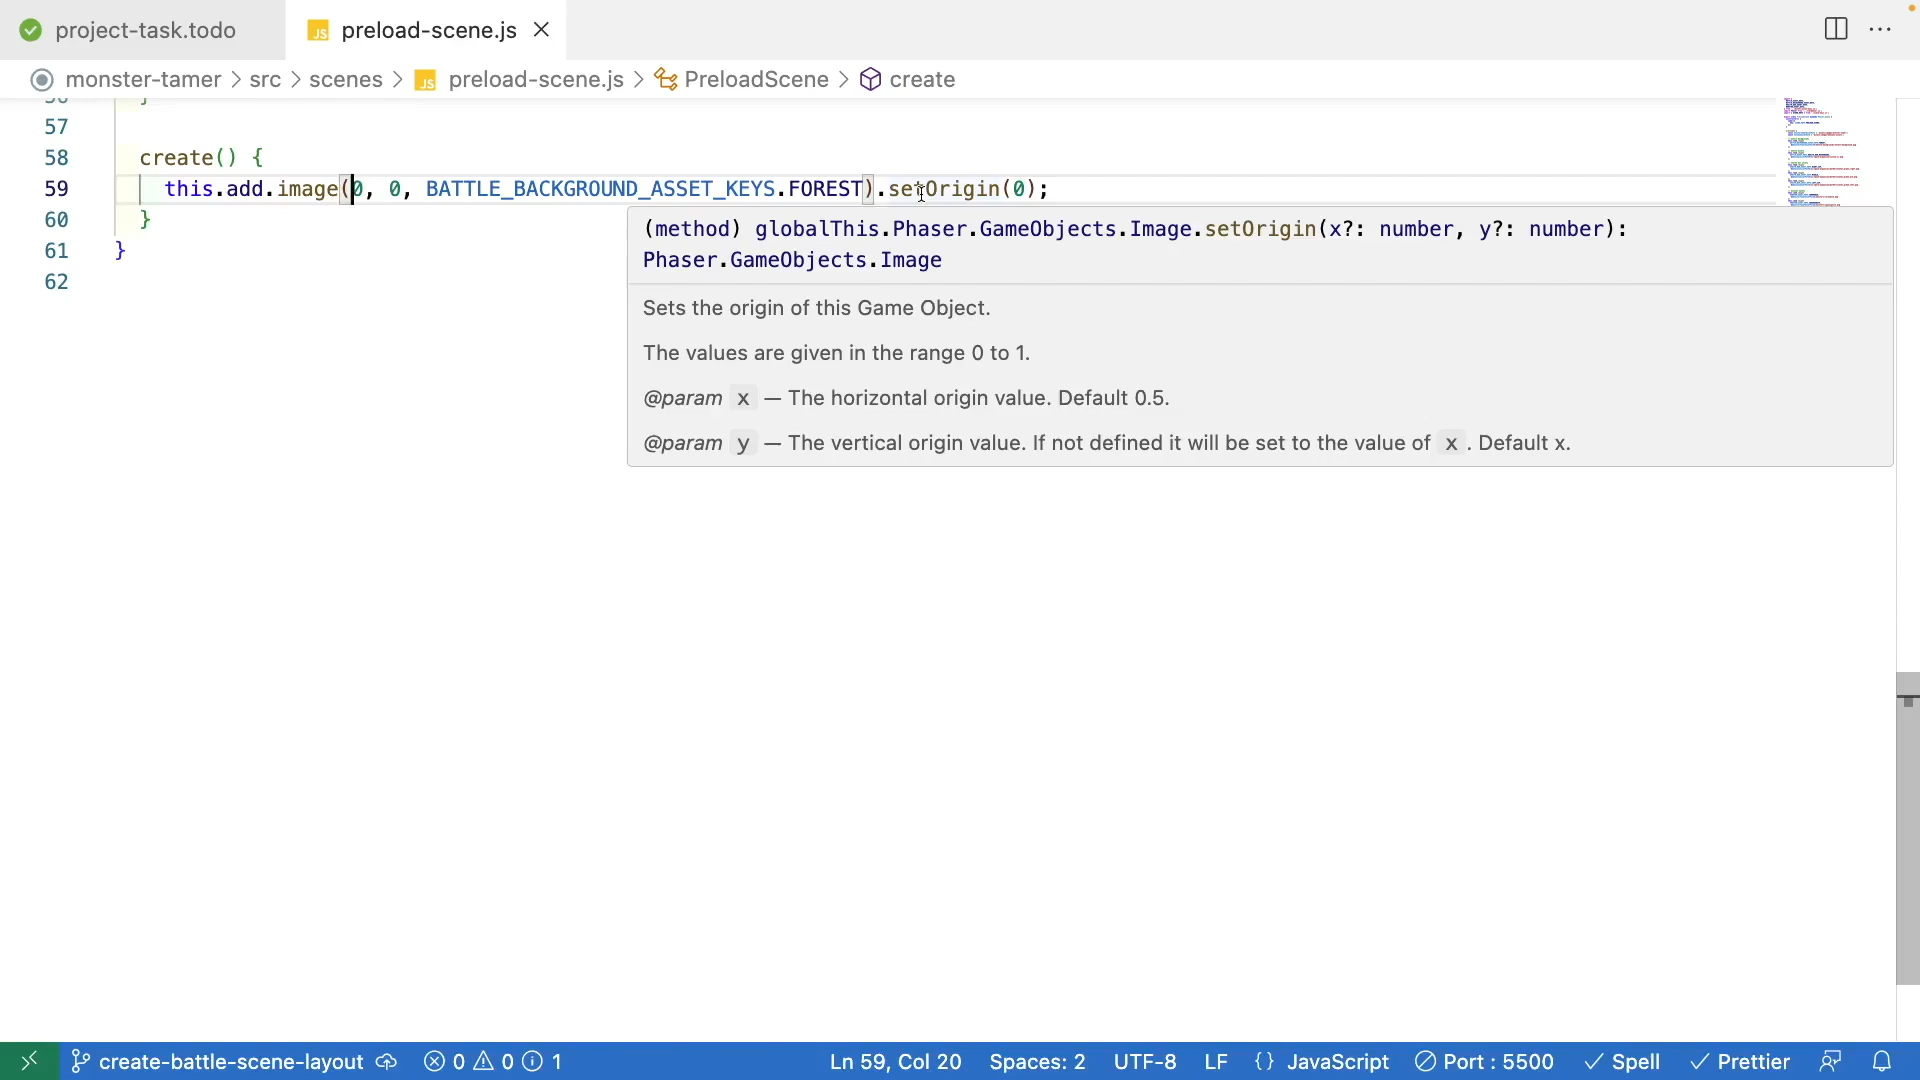 project-task.todo
JS preload-scene.js
monster-tamer > src > scenes > JS preload-scene.js > PreloadScene > create
56 }
57
58 create() {
59 this.add.image(0, 0, BATTLE_BACKGROUND_ASSET_KEYS.FOREST).setOrigin(0);
60 }
61 }
62
(method) globalThis.Phaser.GameObjects.Image.setOrigin(x?: number, y?: number):
Phaser.GameObjects.Image
Sets the origin of this Game Object.
The values are given in the range 0 to 1.
@param x — The horizontal origin value. Default 0.5.
@param y — The vertical origin value. If not defined it will be set to the value of x. Default x.
create-battle-scene-layout 0 0 1 Ln 59, Col 20 Spaces: 2 UTF-8 LF {} JavaScript Port : 5500 Spell Prettier